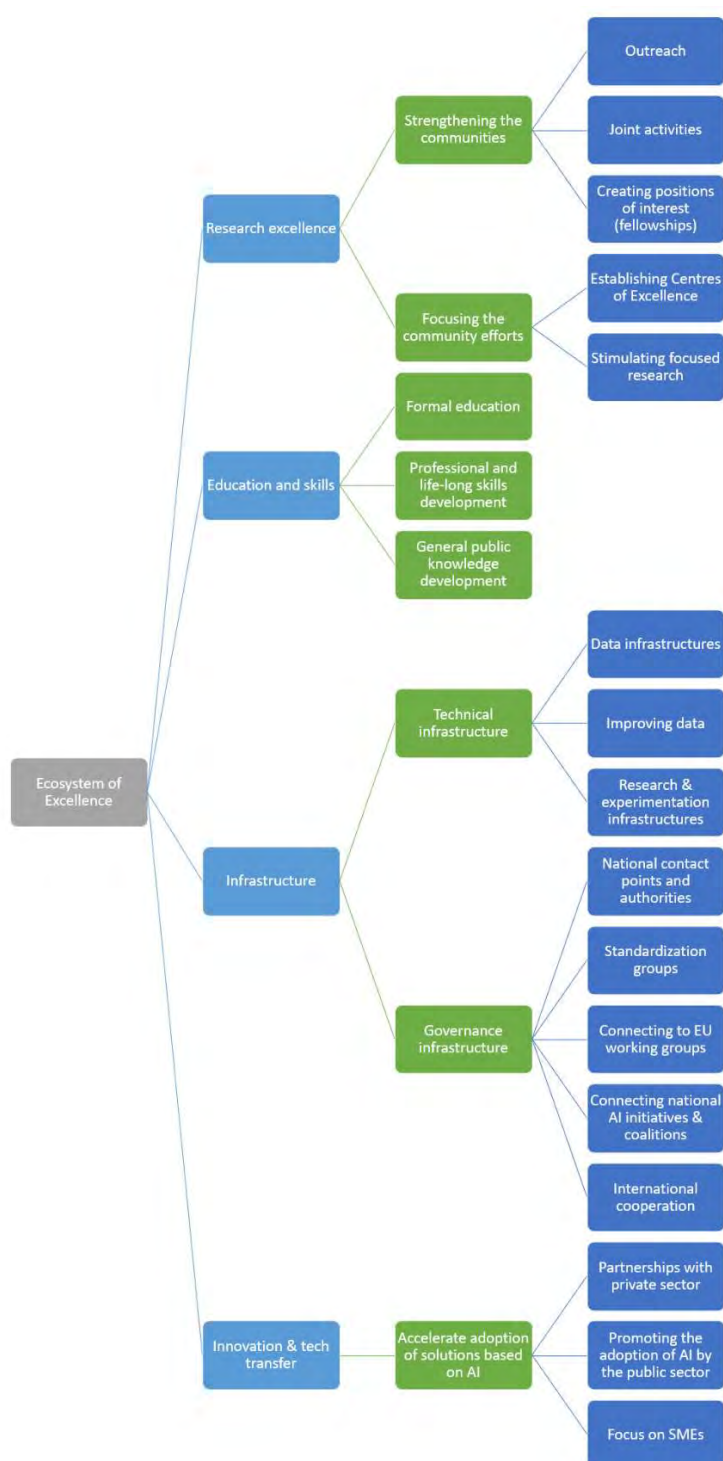 Ecosystem of
Excellence
Research excellence
Strengthening the
communities
Outreach
Joint activities
Creating positions
of interest
(fellowships)
Focusing the
community efforts
Establishing Centres
of Excellence
Stimulating focused
research
Education and skills
Formal education
Professional and
life-long skills
development
General public
knowledge
development
Infrastructure
Technical
infrastructure
Data infrastructures
Improving data
Research &
experimentation
infrastructures
Governance
infrastructure
National contact
points and
authorities
Standardization
groups
Connecting to EU
working groups
Connecting national
AI initiatives &
coalitions
International
cooperation
Innovation & tech
transfer
Accelerate adoption
of solutions based
on AI
Partnerships with
private sector
Promoting the
adoption of AI by
the public sector
Focus on SMEs